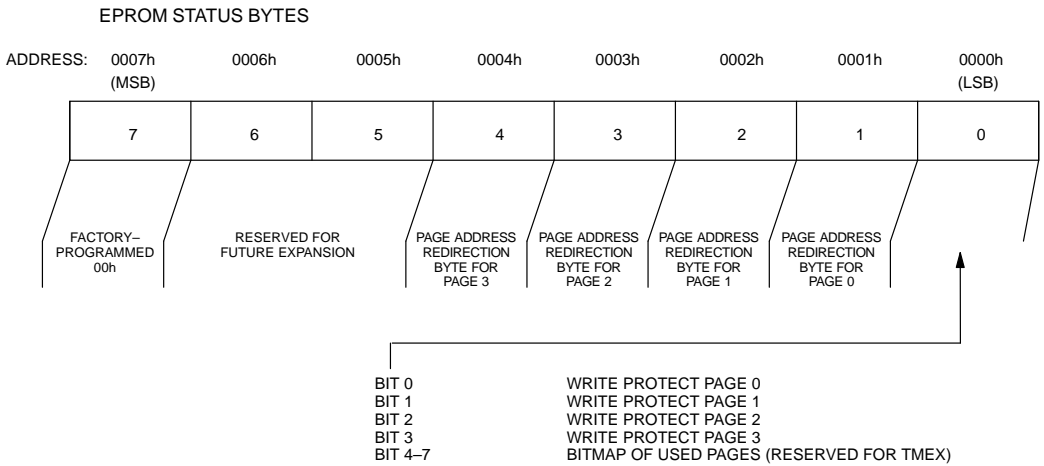 EPROM STATUS BYTES
ADDRESS: 0007h 0006h 0005h 0004h 0003h 0002h 0001h 0000h
(MSB) (LSB)
7 6 5 4 3 2 1 0
FACTORY–
PROGRAMMED
00h
RESERVED FOR
FUTURE EXPANSION
PAGE ADDRESS
REDIRECTION
BYTE FOR
PAGE 3
PAGE ADDRESS
REDIRECTION
BYTE FOR
PAGE 2
PAGE ADDRESS
REDIRECTION
BYTE FOR
PAGE 1
PAGE ADDRESS
REDIRECTION
BYTE FOR
PAGE 0
BIT 0 WRITE PROTECT PAGE 0
BIT 1 WRITE PROTECT PAGE 1
BIT 2 WRITE PROTECT PAGE 2
BIT 3 WRITE PROTECT PAGE 3
BIT 4–7 BITMAP OF USED PAGES (RESERVED FOR TMEX)